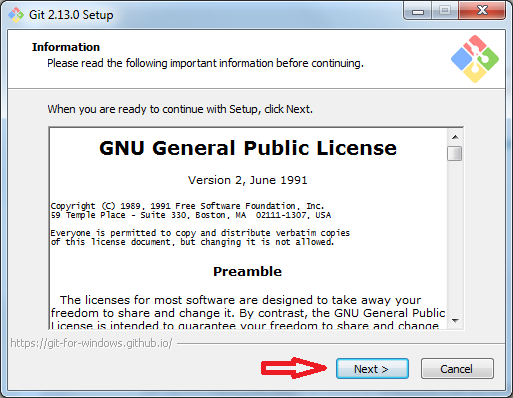 Git 2.13.0 Setup
Information
Please read the following important information before continuing.
When you are ready to continue with Setup, click Next.
GNU General Public License
Version 2, June 1991
Copyright (C) 1989, 1991 Free Software Foundation, Inc.
59 Temple Place - Suite 330, Boston, MA  02111-1307, USA
Everyone is permitted to copy and distribute verbatim copies
of this license document, but changing it is not allowed.
Preamble
The licenses for most software are designed to take away your
freedom to share and change it. By contrast, the GNU General Public
License is intended to guarantee your freedom to share and change
https://git-for-windows.github.io/
Next >
Cancel